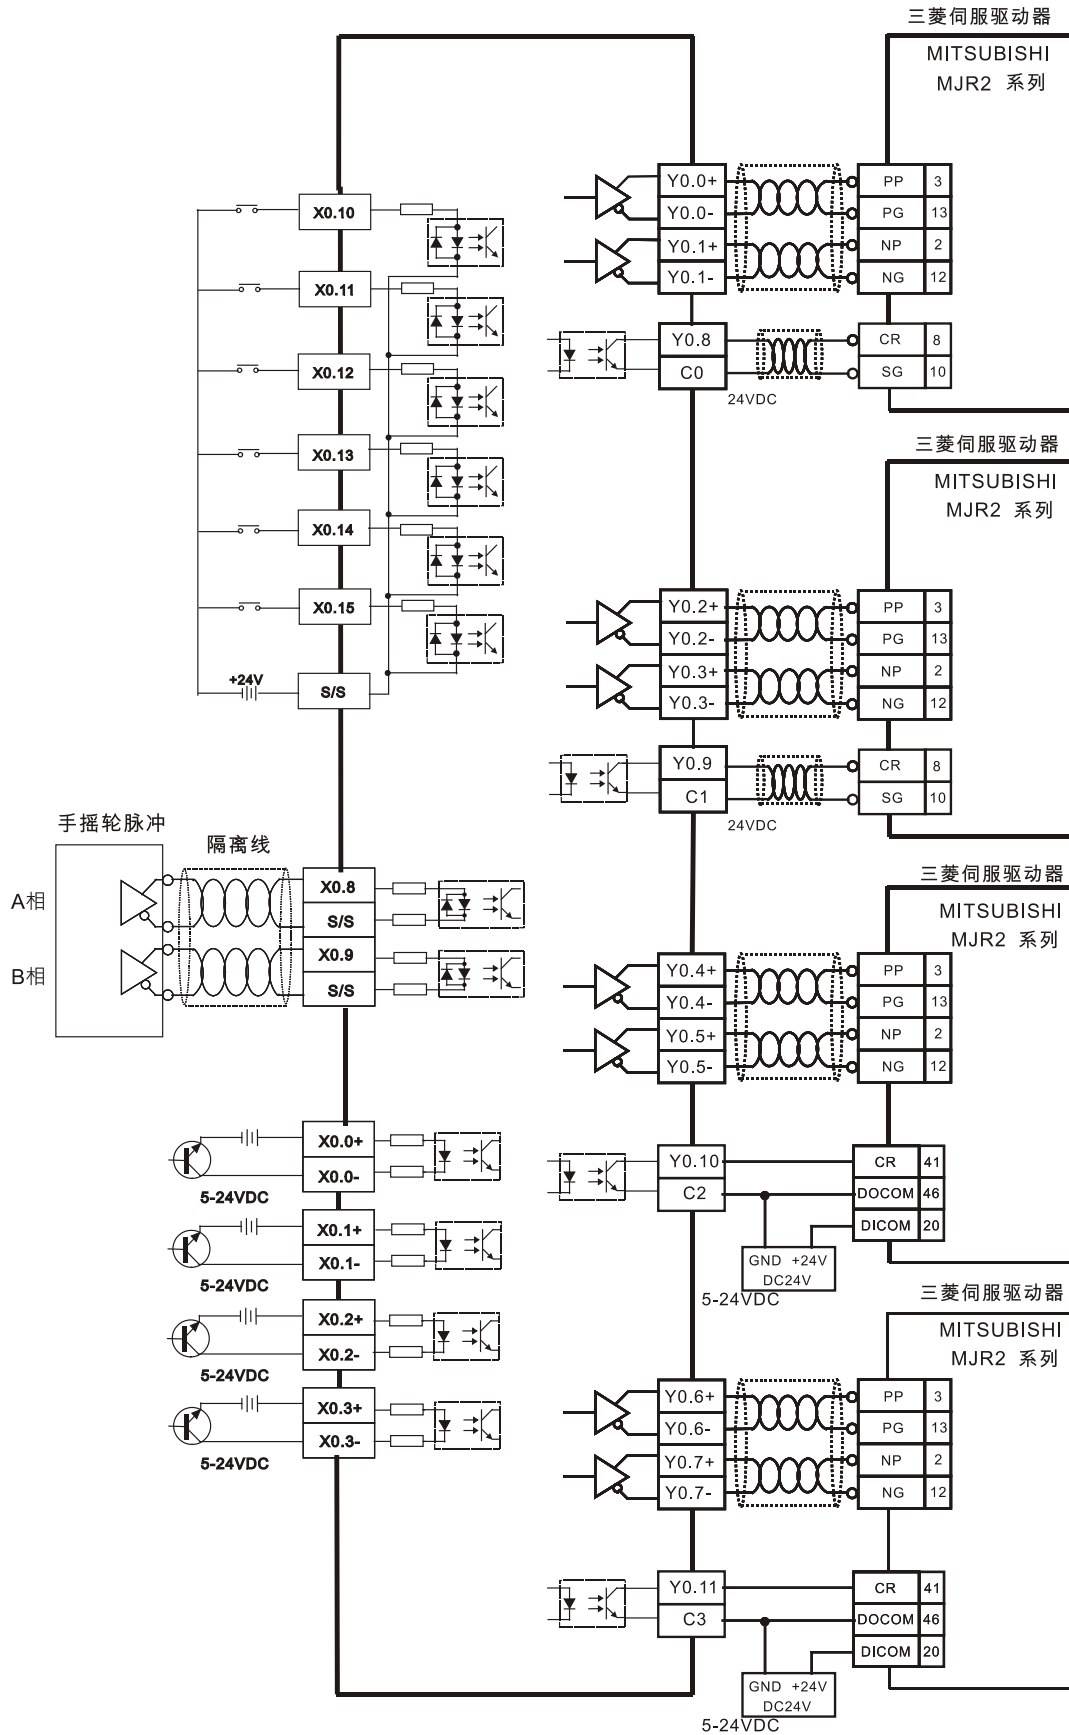 X0.10
X0.11
X0.12
X0.13
X0.14
X0.15
+24V
S/S
手摇轮脉冲
隔离线
A相
B相
X0.8
S/S
X0.9
S/S
X0.0+
X0.0-
5-24VDC
X0.1+
X0.1-
5-24VDC
X0.2+
X0.2-
5-24VDC
X0.3+
X0.3-
5-24VDC
三菱伺服驱动器
MITSUBISHI
MJR2 系列
Y0.0+ PP 3
Y0.0- PG 13
Y0.1+ NP 2
Y0.1- NG 12
Y0.8 CR 8
C0 SG 10
24VDC
三菱伺服驱动器
MITSUBISHI
MJR2 系列
Y0.2+ PP 3
Y0.2- PG 13
Y0.3+ NP 2
Y0.3- NG 12
Y0.9 CR 8
C1 SG 10
24VDC
三菱伺服驱动器
MITSUBISHI
MJR2 系列
Y0.4+ PP 3
Y0.4- PG 13
Y0.5+ NP 2
Y0.5- NG 12
Y0.10 CR 41
C2 DOCOM 46
DICOM 20
GND +24V
DC24V
5-24VDC
三菱伺服驱动器
MITSUBISHI
MJR2 系列
Y0.6+ PP 3
Y0.6- PG 13
Y0.7+ NP 2
Y0.7- NG 12
Y0.11 CR 41
C3 DOCOM 46
DICOM 20
GND +24V
DC24V
5-24VDC